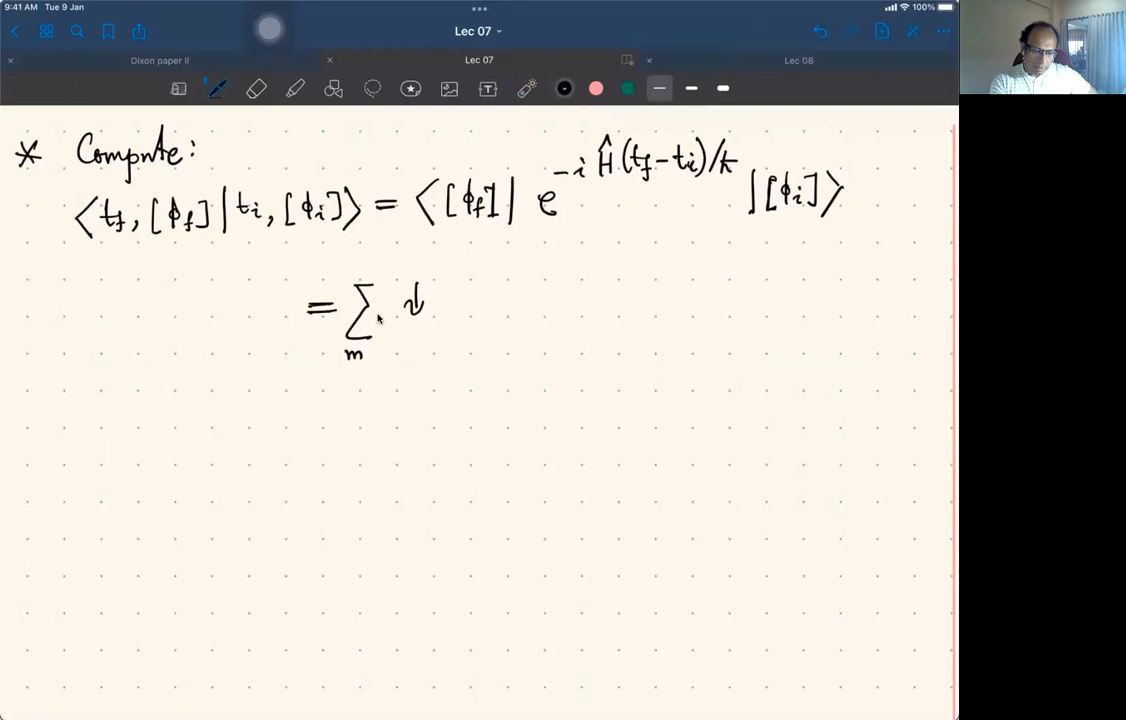 9:41 AM Tue 9 Jan
100%
Lec 07
Dixon paper II
Lec 07
Lec 08
* Compute:
⟨t_f, [ϕ_f] | t_i, [ϕ_i]⟩ = ⟨[ϕ_f] | e^{-i Ĥ (t_f - t_i)/ℏ} | [ϕ_i]⟩
= ∑_m ψ